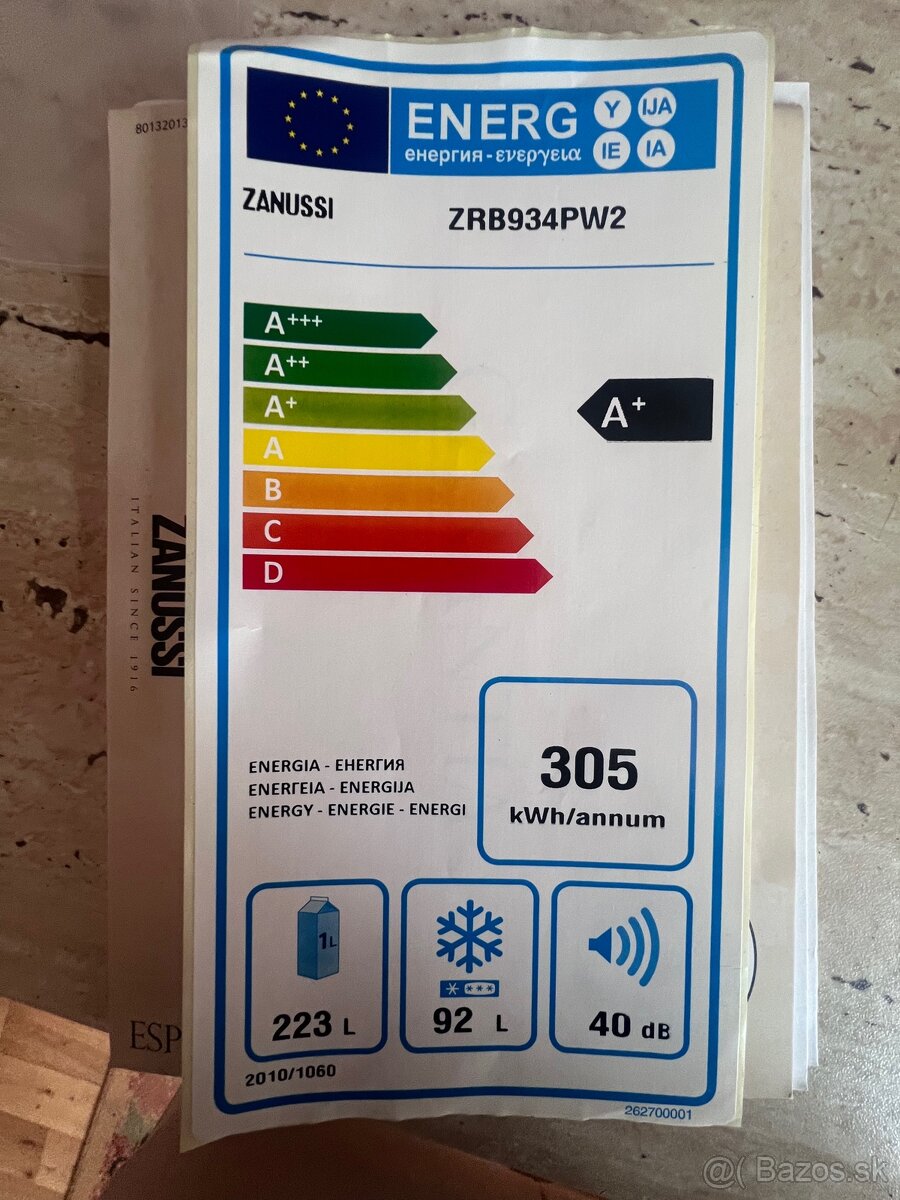 80132013
ENERG Y IJA
енергия - ενεργεια IE IA
ZANUSSI ZRB934PW2
A+++
A++
A+
A+
A
B
C
D
ZANUSSI
ITALIAN SINCE 1916
305
kWh/annum
ENERGIA - ЕНЕРГИЯ
ΕΝΕΡΓΕΙΑ - ENERGIJA
ENERGY - ENERGIE - ENERGI
1L
223 L
92 L
40 dB
ESP
2010/1060
262700001
@( Bazos.sk